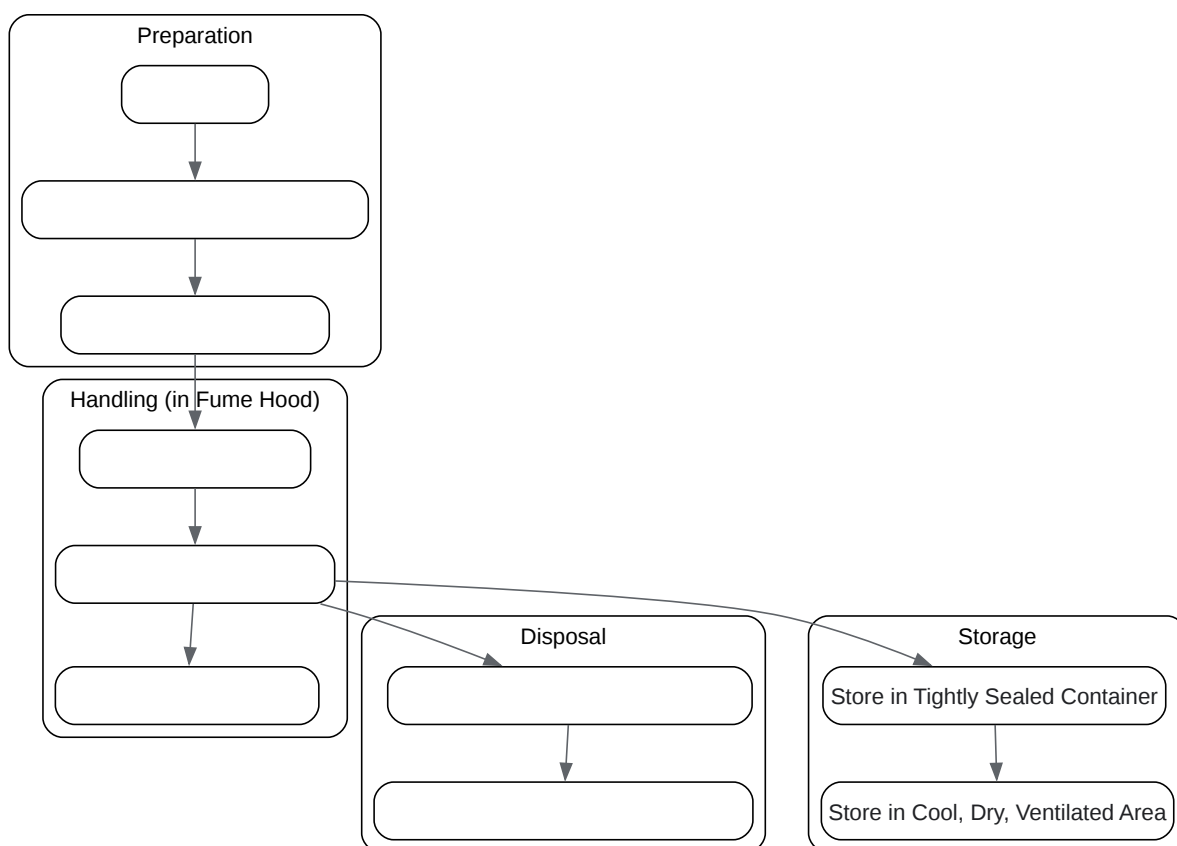 Preparation
Handling (in Fume Hood)
Disposal
Storage
Store in Tightly Sealed Container
Store in Cool, Dry, Ventilated Area